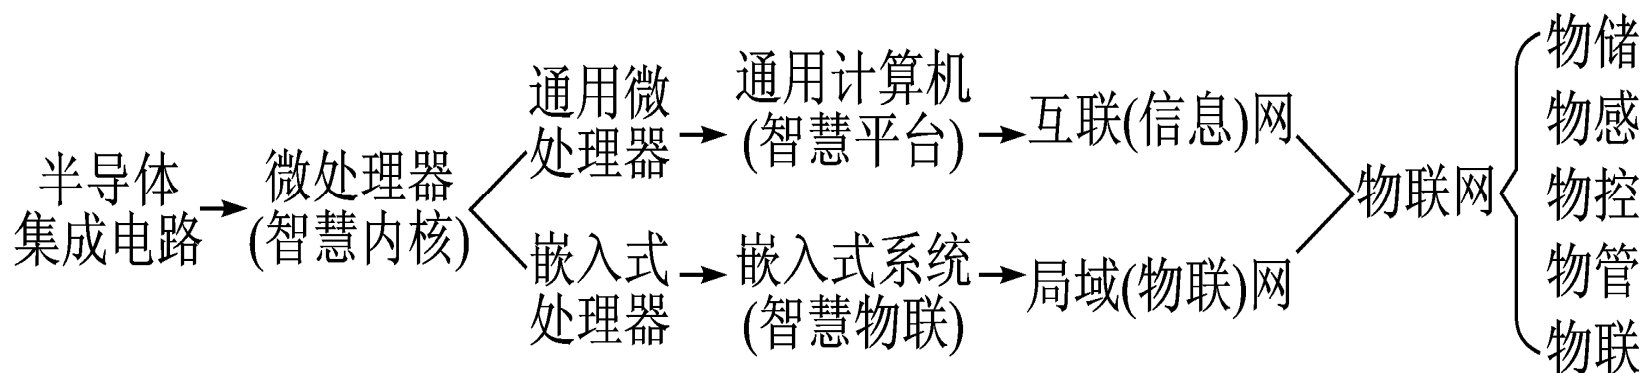 半导体
集成电路
微处理器
(智慧内核)
通用微
处理器
通用计算机
(智慧平台)
互联(信息)网
嵌入式
处理器
嵌入式系统
(智慧物联)
局域(物联)网
物联网
物储
物感
物控
物管
物联